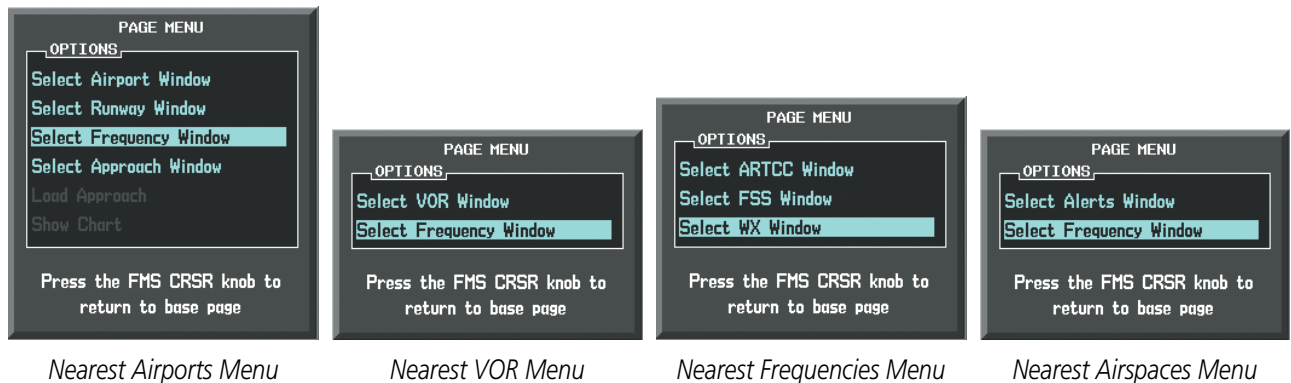 PAGE MENU
OPTIONS
Select Airport Window
Select Runway Window
Select Frequency Window
Select Approach Window
Load Approach
Show Chart
Press the FMS CRSR knob to
return to base page
Nearest Airports Menu
PAGE MENU
OPTIONS
Select VOR Window
Select Frequency Window
Press the FMS CRSR knob to
return to base page
Nearest VOR Menu
PAGE MENU
OPTIONS
Select ARTCC Window
Select FSS Window
Select WX Window
Press the FMS CRSR knob to
return to base page
Nearest Frequencies Menu
PAGE MENU
OPTIONS
Select Alerts Window
Select Frequency Window
Press the FMS CRSR knob to
return to base page
Nearest Airspaces Menu